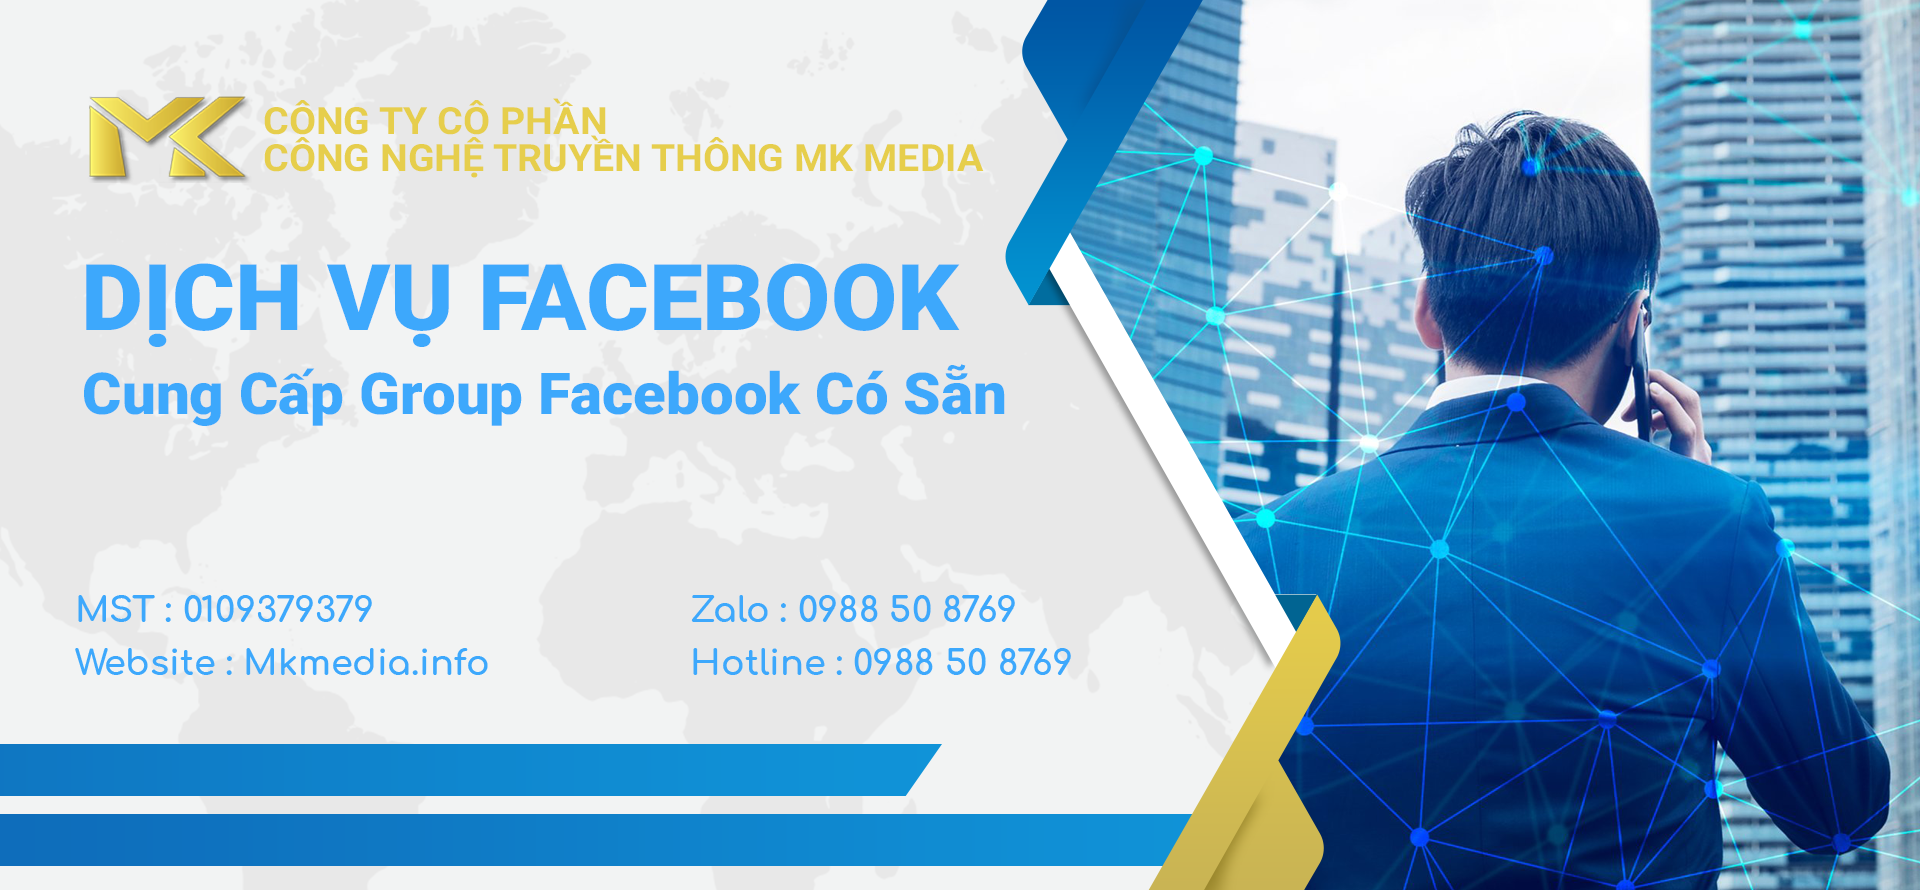 MK
CÔNG TY CÔ PHẦN
CÔNG NGHỆ TRUYỀN THÔNG MK MEDIA
DỊCH VỤ FACEBOOK
Cung Cấp Group Facebook Có Sẵn
MST : 0109379379
Zalo : 0988 50 8769
Website : Mkmedia.info
Hotline : 0988 50 8769